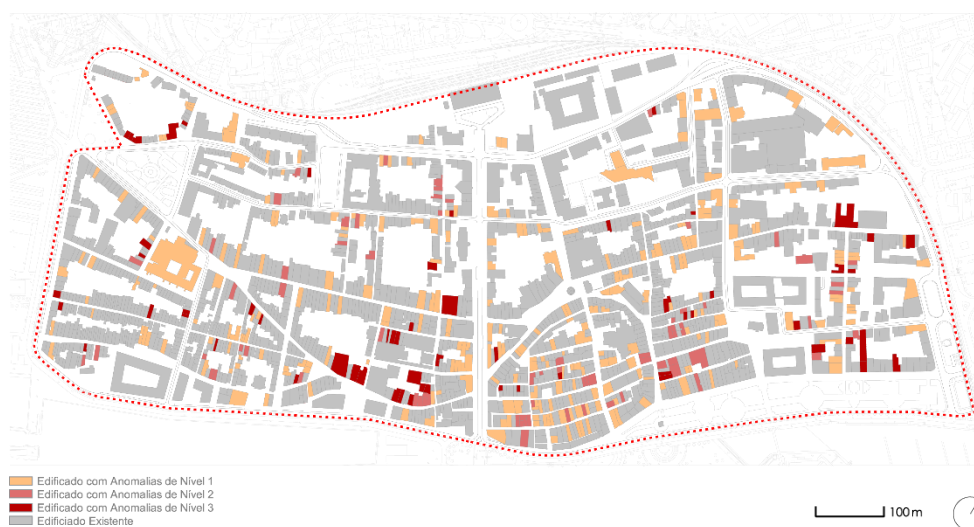 Edificado com Anomalias de Nível 1
Edificado com Anomalias de Nível 2
Edificado com Anomalias de Nível 3
Edificiado Existente
100 m